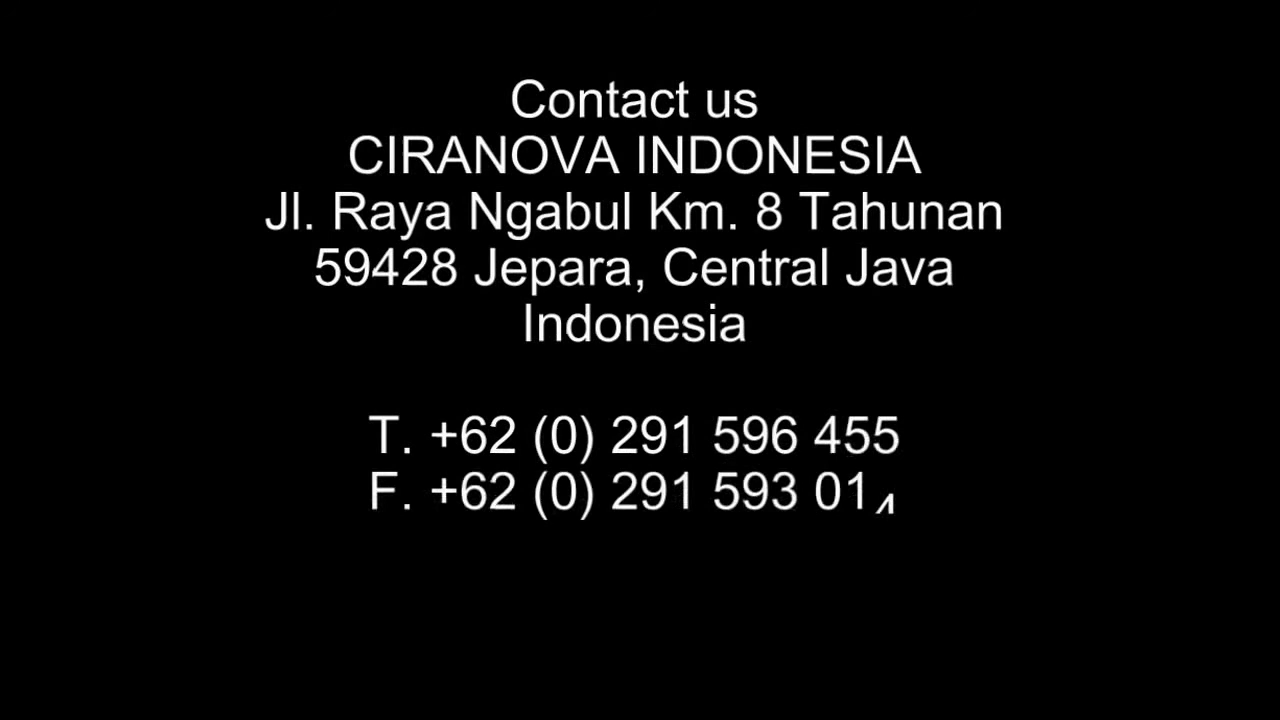 Contact us
CIRANOVA INDONESIA
Jl. Raya Ngabul Km. 8 Tahunan
59428 Jepara, Central Java
Indonesia
T. +62 (0) 291 596 455
F. +62 (0) 291 593 01